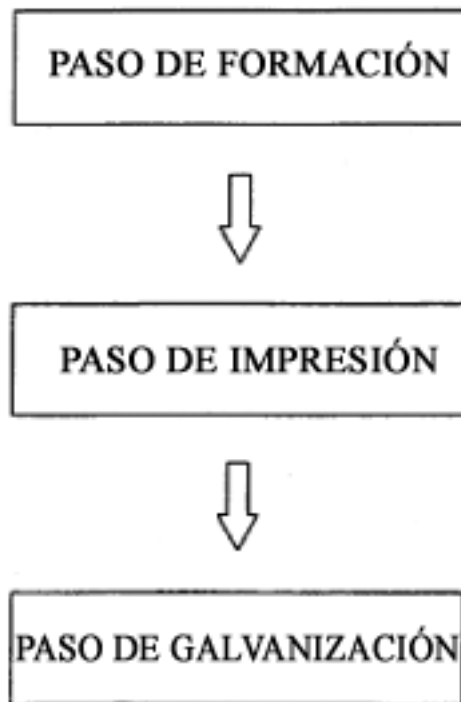 PASO DE FORMACIÓN
PASO DE IMPRESIÓN
PASO DE GALVANIZACIÓN